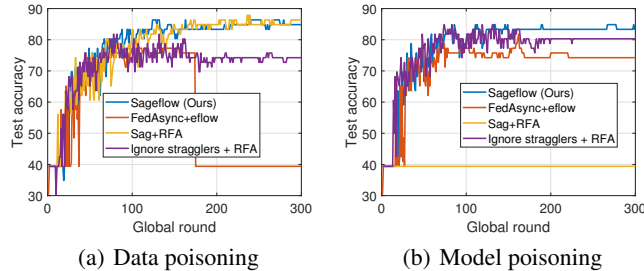 90
80
70
60
50
40
30
Test accuracy
Sageflow (Ours)
FedAsync+eflow
Sag+RFA
Ignore stragglers + RFA
0 100 200 300
Global round
(a) Data poisoning
90
80
70
60
50
40
30
Test accuracy
Sageflow (Ours)
FedAsync+eflow
Sag+RFA
Ignore stragglers + RFA
0 100 200 300
Global round
(b) Model poisoning